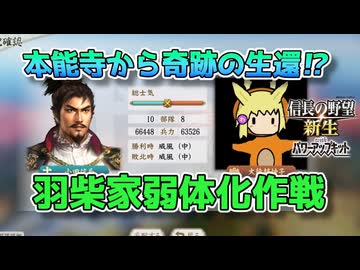 確認
本能寺から奇跡の生還!?
総士気
10 部隊 8
66448 兵力 63526
勝利時 威風(中)
敗北時 威風(中)
信長の野望
新生
パワーアップキット
羽柴家弱体化作戦